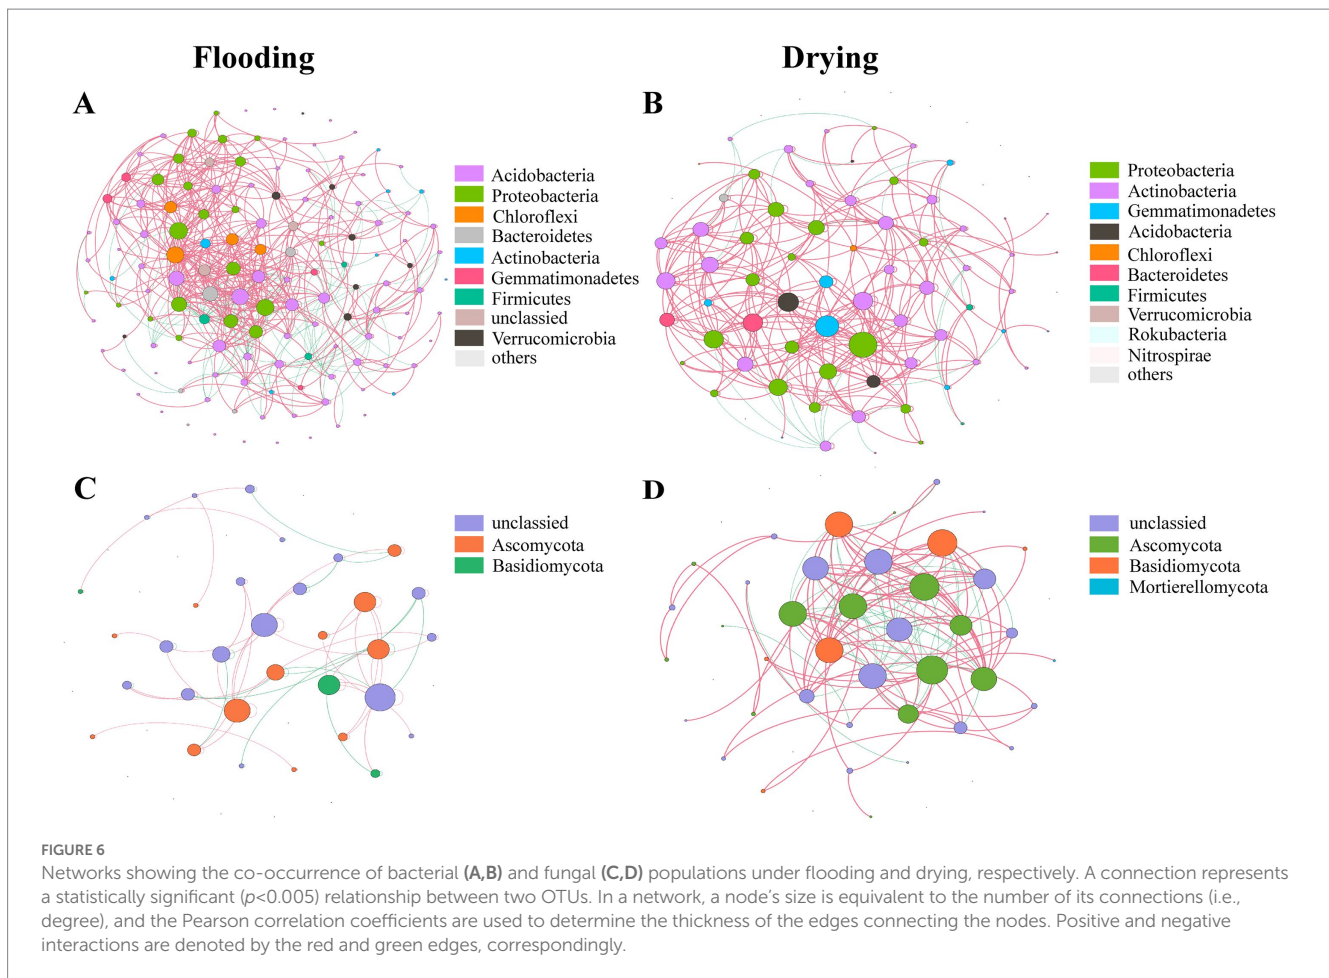 Flooding
Drying
A
Acidobacteria
Proteobacteria
Chloroflexi
Bacteroidetes
Actinobacteria
Gemmatimonadetes
Firmicutes
unclassied
Verrucomicrobia
others
B
Proteobacteria
Actinobacteria
Gemmatimonadetes
Acidobacteria
Chloroflexi
Bacteroidetes
Firmicutes
Verrucomicrobia
Rokubacteria
Nitrospirae
others
C
unclassied
Ascomycota
Basidiomycota
D
unclassied
Ascomycota
Basidiomycota
Mortierellomycota
FIGURE 6
Networks showing the co-occurrence of bacterial (A,B) and fungal (C,D) populations under flooding and drying, respectively. A connection represents
a statistically significant (p<0.005) relationship between two OTUs. In a network, a node's size is equivalent to the number of its connections (i.e.,
degree), and the Pearson correlation coefficients are used to determine the thickness of the edges connecting the nodes. Positive and negative
interactions are denoted by the red and green edges, correspondingly.